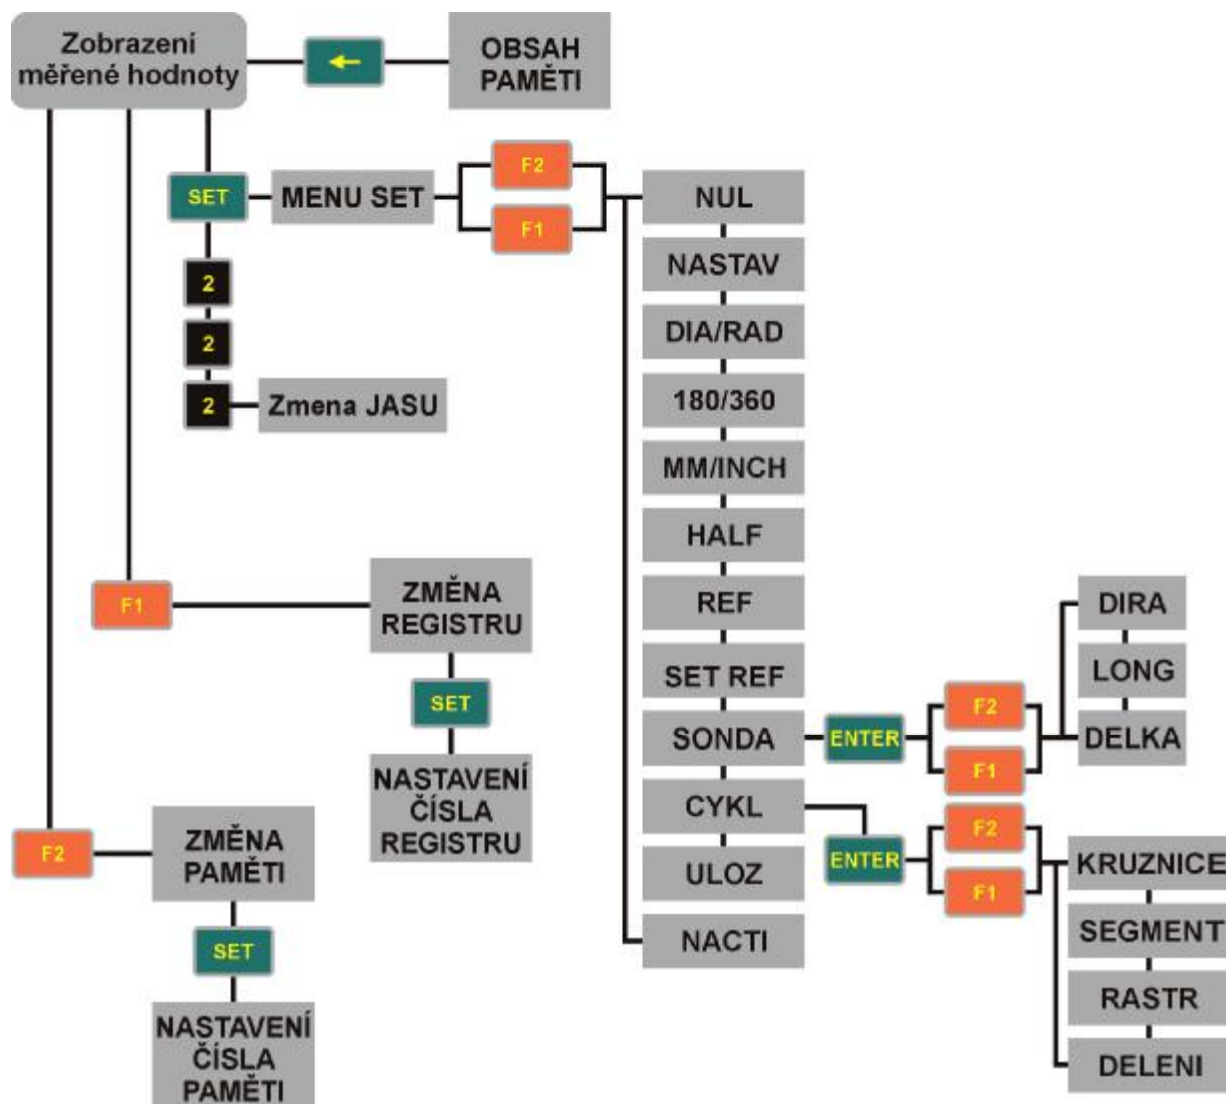 Zobrazení
měřené hodnoty
OBSAH
PAMĚTI
SET
MENU SET
F2
F1
2
2
2
Zmena JASU
NUL
NASTAV
DIA/RAD
180/360
MM/INCH
HALF
REF
SET REF
SONDA
CYKL
ULOZ
NACTI
F1
ZMĚNA
REGISTRU
SET
NASTAVENÍ
ČÍSLA
REGISTRU
F2
ZMĚNA
PAMĚTI
SET
NASTAVENÍ
ČÍSLA
PAMĚTI
ENTER
F2
F1
DIRA
LONG
DELKA
ENTER
F2
F1
KRUZNICE
SEGMENT
RASTR
DELENI